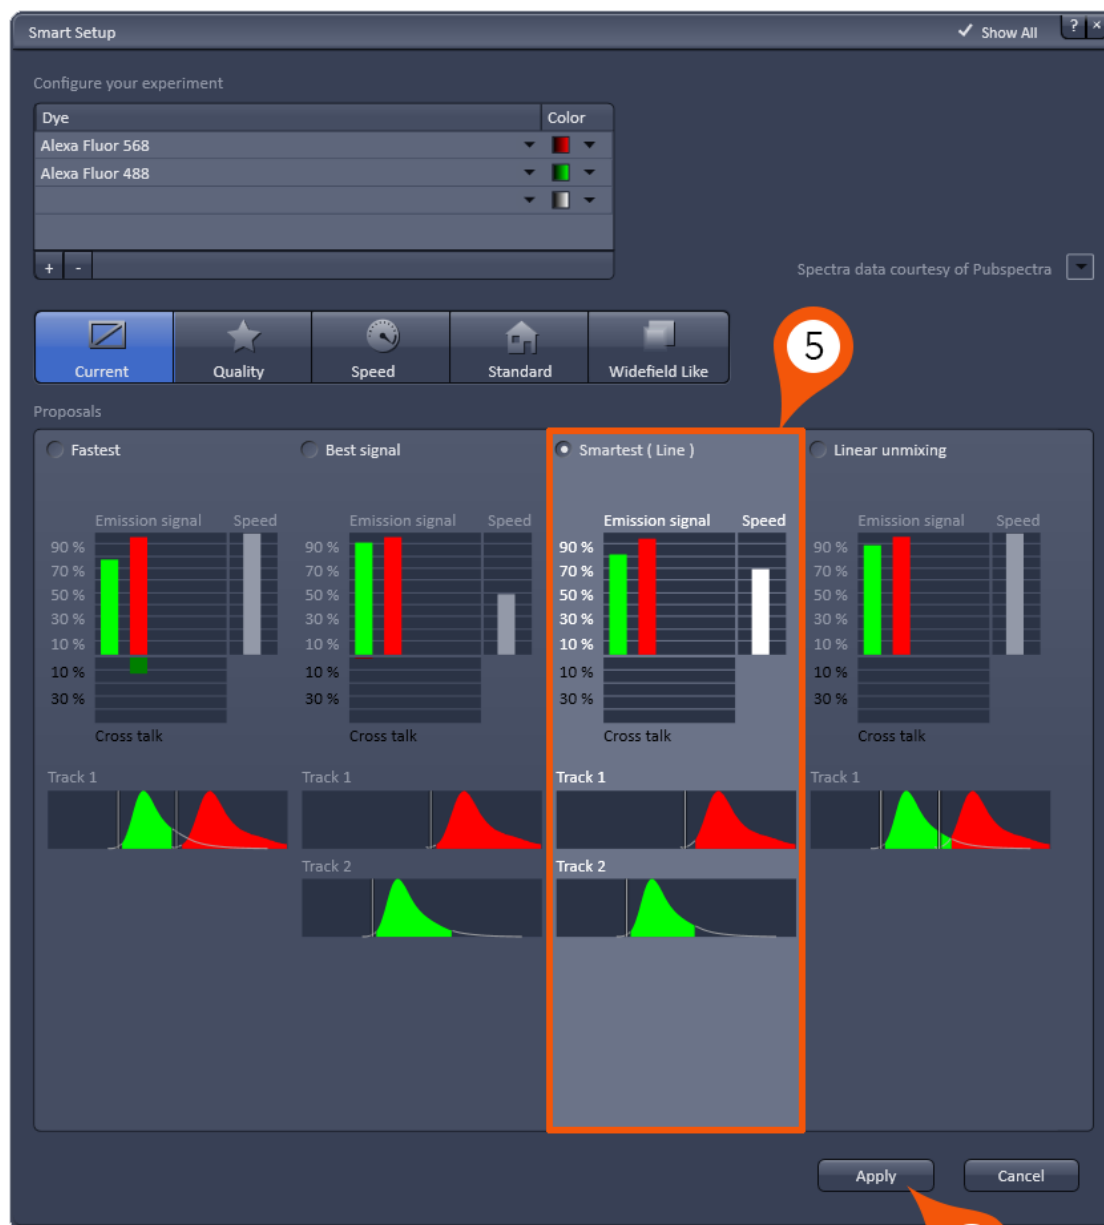 Smart Setup
Show All
? ×
Configure your experiment
Dye Color
Alexa Fluor 568
Alexa Fluor 488
+ -
Spectra data courtesy of Pubspectra
Current Quality Speed Standard Widefield Like
5
Proposals
Fastest Best signal Smartest ( Line ) Linear unmixing
Emission signal Speed Emission signal Speed Emission signal Speed Emission signal Speed
90 % 90 % 90 % 90 %
70 % 70 % 70 % 70 %
50 % 50 % 50 % 50 %
30 % 30 % 30 % 30 %
10 % 10 % 10 % 10 %
10 % 10 % 10 % 10 %
30 % 30 % 30 % 30 %
Cross talk Cross talk Cross talk Cross talk
Track 1 Track 1 Track 1 Track 1
Track 2 Track 2
Apply Cancel